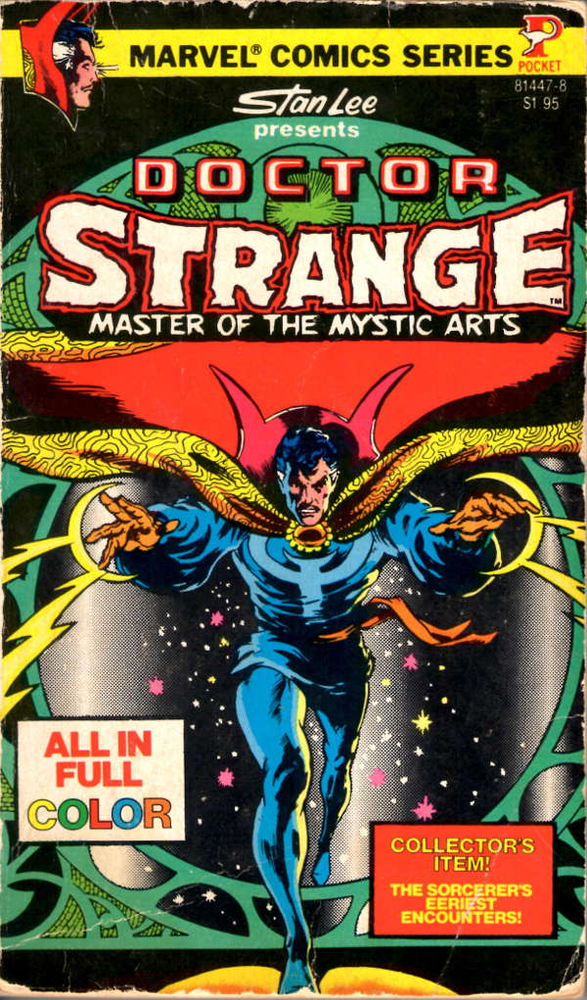 MARVEL® COMICS SERIES
P
POCKET
81447-8
$1.95
Stan Lee
presents
DOCTOR
STRANGE™
MASTER OF THE MYSTIC ARTS
ALL IN
FULL
COLOR
COLLECTOR'S
ITEM!
THE SORCERER'S
EERIEST
ENCOUNTERS!